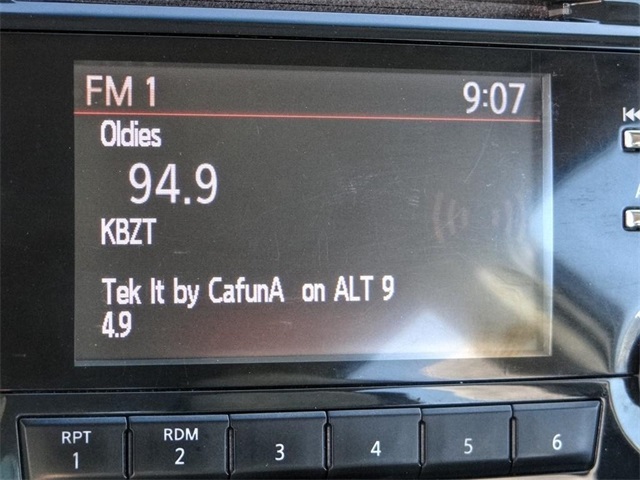 FM 1 9:07
Oldies
94.9
KBZT
Tek It by CafunA on ALT 9
4.9
RPT RDM
1 2 3 4 5 6